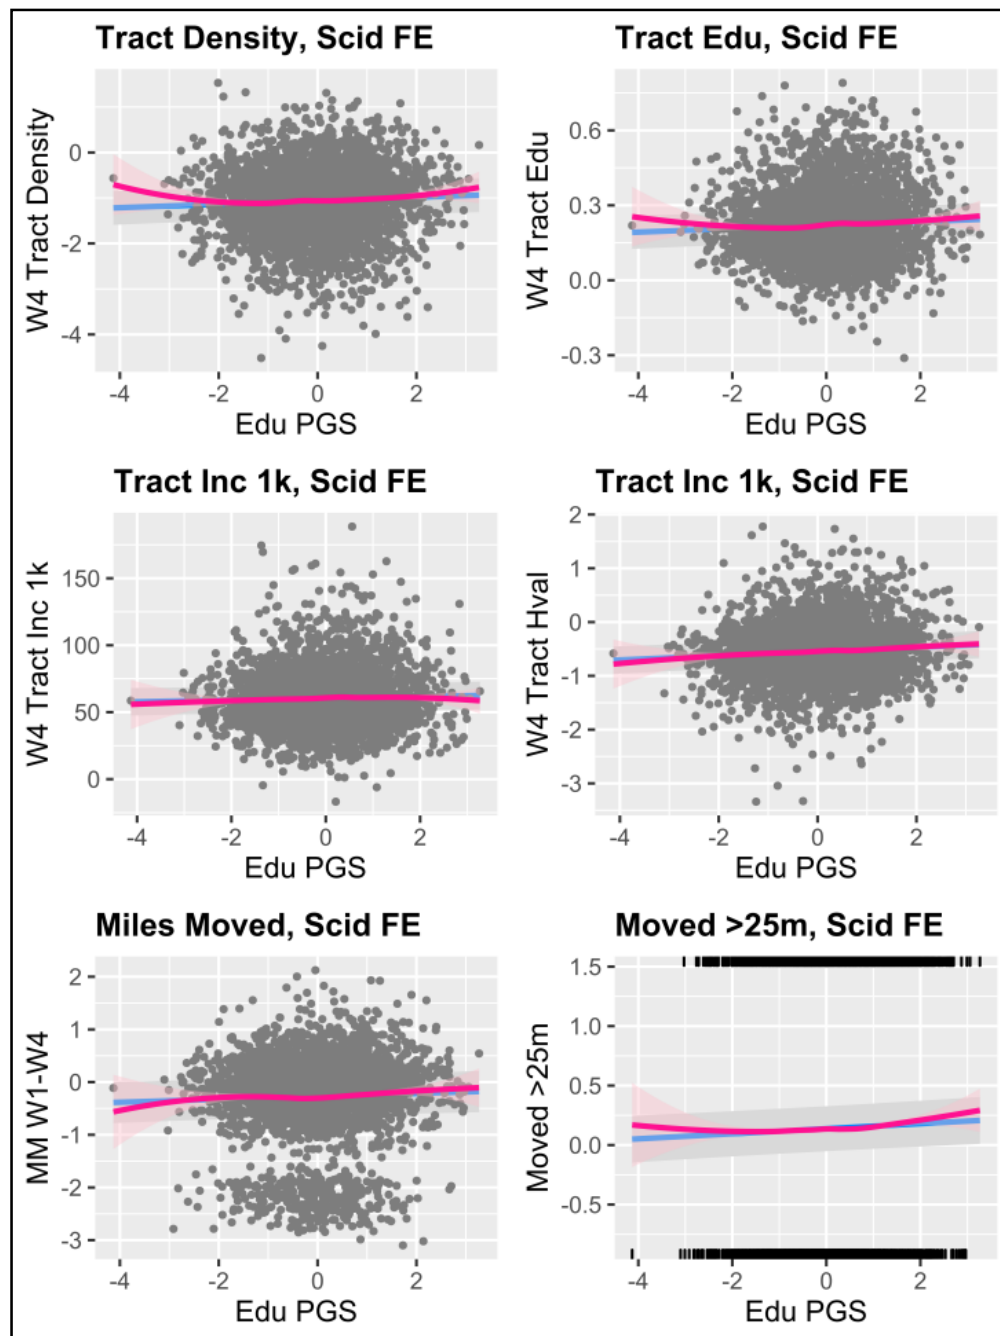 Tract Density, Scid FE
W4 Tract Density
0
-2
-4
-4 -2 0 2
Edu PGS
Tract Edu, Scid FE
W4 Tract Edu
0.6
0.3
0.0
-0.3
-4 -2 0 2
Edu PGS
Tract Inc 1k, Scid FE
W4 Tract Inc 1k
150
100
50
0
-4 -2 0 2
Edu PGS
Tract Inc 1k, Scid FE
W4 Tract Hval
2
1
0
-1
-2
-3
-4 -2 0 2
Edu PGS
Miles Moved, Scid FE
MM W1-W4
2
1
0
-1
-2
-3
-4 -2 0 2
Edu PGS
Moved >25m, Scid FE
Moved >25m
1.5
1.0
0.5
0.0
-0.5
-4 -2 0 2
Edu PGS